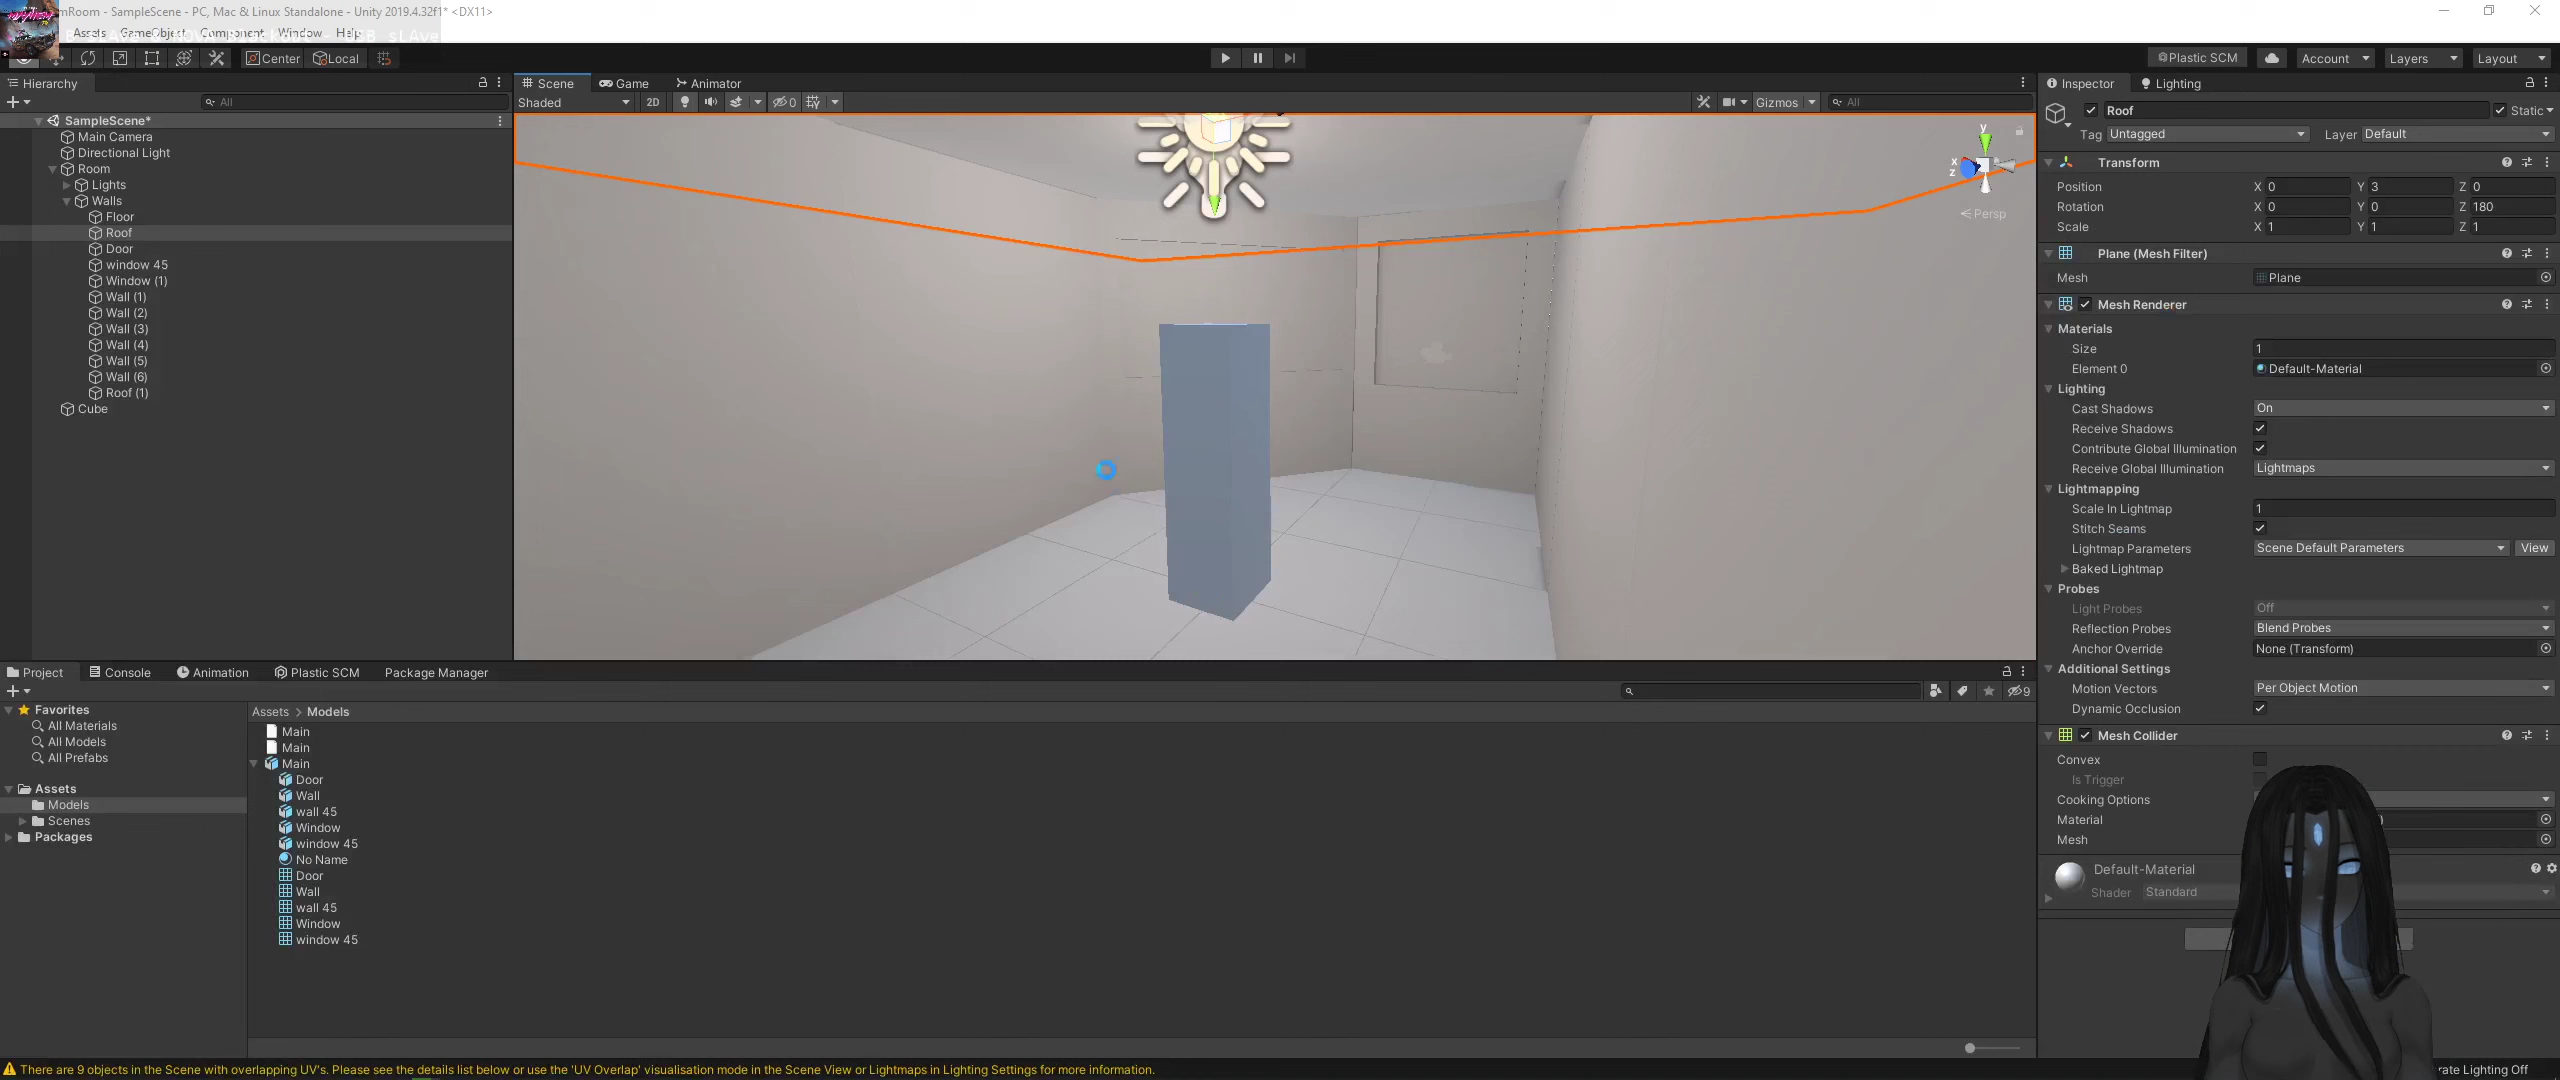 mRoom - SampleScene - PC, Mac & Linux Standalone - Unity 2019.4.32f1* <DX11>
Assets GameObject Component Window Help
Center Local
Plastic SCM Account Layers Layout
Hierarchy
All
SampleScene*
Main Camera
Directional Light
Room
Lights
Walls
Floor
Roof
Door
window 45
Window (1)
Wall (1)
Wall (2)
Wall (3)
Wall (4)
Wall (5)
Wall (6)
Roof (1)
Cube
Scene Game Animator
Shaded 2D 0 Gizmos All
y
x
z
Persp
Inspector Lighting
Roof Static
Tag Untagged Layer Default
Transform
Position X 0 Y 3 Z 0
Rotation X 0 Y 0 Z 180
Scale X 1 Y 1 Z 1
Plane (Mesh Filter)
Mesh Plane
Mesh Renderer
Materials
Size 1
Element 0 Default-Material
Lighting
Cast Shadows On
Receive Shadows
Contribute Global Illumination
Receive Global Illumination Lightmaps
Lightmapping
Scale In Lightmap 1
Stitch Seams
Lightmap Parameters Scene Default Parameters View
Baked Lightmap
Probes
Light Probes Off
Reflection Probes Blend Probes
Anchor Override None (Transform)
Additional Settings
Motion Vectors Per Object Motion
Dynamic Occlusion
Mesh Collider
Convex
Is Trigger
Cooking Options
Material
Mesh
Default-Material
Shader Standard
Project Console Animation Plastic SCM Package Manager
9
Favorites
All Materials
All Models
All Prefabs
Assets
Models
Scenes
Packages
Assets > Models
Main
Main
Main
Door
Wall
wall 45
Window
window 45
No Name
Door
Wall
wall 45
Window
window 45
There are 9 objects in the Scene with overlapping UV's. Please see the details list below or use the 'UV Overlap' visualisation mode in the Scene View or Lightmaps in Lighting Settings for more information.
rate Lighting Off